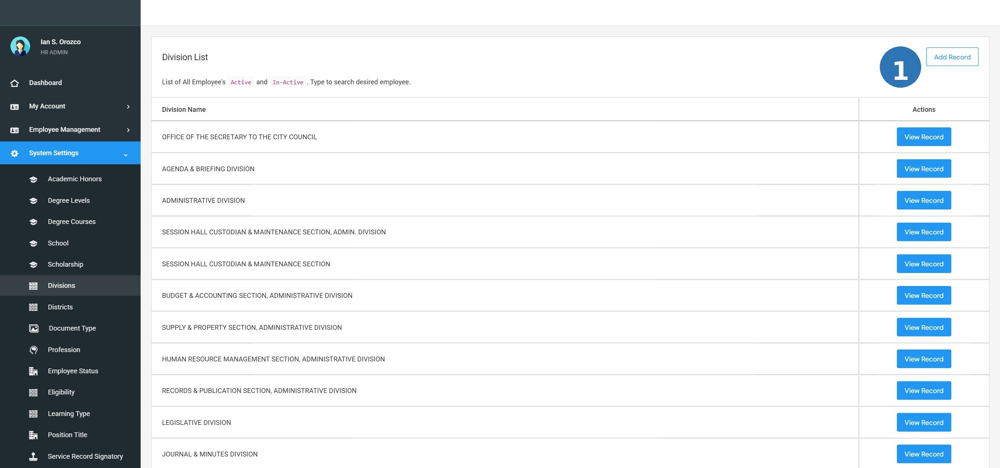 Ian S. Orozco
HR ADMIN
Dashboard
My Account
Employee Management
System Settings
Academic Honors
Degree Levels
Degree Courses
School
Scholarship
Divisions
Districts
Document Type
Profession
Employee Status
Eligibility
Learning Type
Position Title
Service Record Signatory
Division List
1
Add Record
List of All Employee's Active and In-Active . Type to search desired employee.
Division Name Actions
OFFICE OF THE SECRETARY TO THE CITY COUNCIL View Record
AGENDA & BRIEFING DIVISION View Record
ADMINISTRATIVE DIVISION View Record
SESSION HALL CUSTODIAN & MAINTENANCE SECTION, ADMIN. DIVISION View Record
SESSION HALL CUSTODIAN & MAINTENANCE SECTION View Record
BUDGET & ACCOUNTING SECTION, ADMINISTRATIVE DIVISION View Record
SUPPLY & PROPERTY SECTION, ADMINISTRATIVE DIVISION View Record
HUMAN RESOURCE MANAGEMENT SECTION, ADMINISTRATIVE DIVISION View Record
RECORDS & PUBLICATION SECTION, ADMINISTRATIVE DIVISION View Record
LEGISLATIVE DIVISION View Record
JOURNAL & MINUTES DIVISION View Record